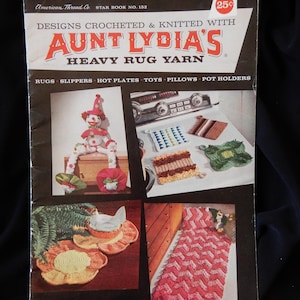 American Thread Co. STAR BOOK NO. 152
25¢
DESIGNS CROCHETED & KNITTED WITH
AUNT LYDIA'S
HEAVY RUG YARN
RUGS · SLIPPERS · HOT PLATES · TOYS · PILLOWS · POT HOLDERS